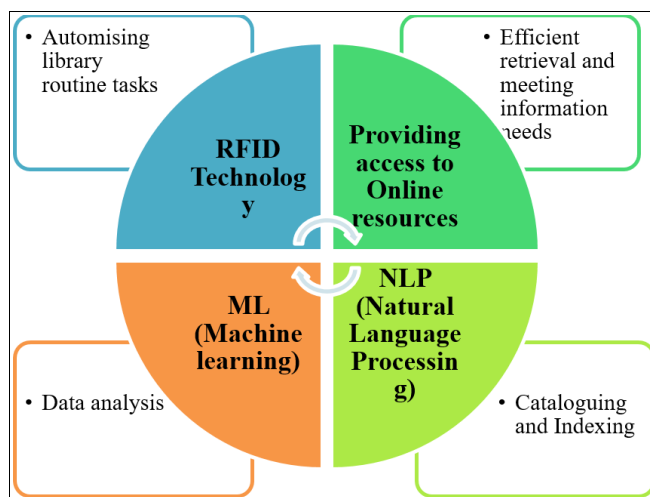 • Automising
library
routine tasks
• Efficient
retrieval and
meeting
information
needs
RFID
Technolog
y
Providing
access to
Online
resources
ML
(Machine
learning)
NLP
(Natural
Language
Processin
g)
• Data analysis
• Cataloguing
and Indexing